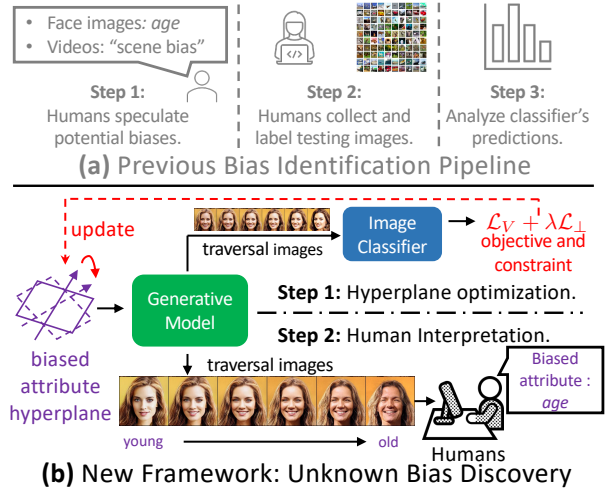 • Face images: age
• Videos: “scene bias”
</>
Step 1:
Humans speculate
potential biases.
Step 2:
Humans collect and
label testing images.
Step 3:
Analyze classifier’s
predictions.
(a) Previous Bias Identification Pipeline
update
traversal images
Image
Classifier
ℒ_V + λℒ_⊥
objective and
constraint
Generative
Model
Step 1: Hyperplane optimization.
Step 2: Human Interpretation.
biased
attribute
hyperplane
traversal images
young
old
Biased
attribute :
age
Humans
(b) New Framework: Unknown Bias Discovery